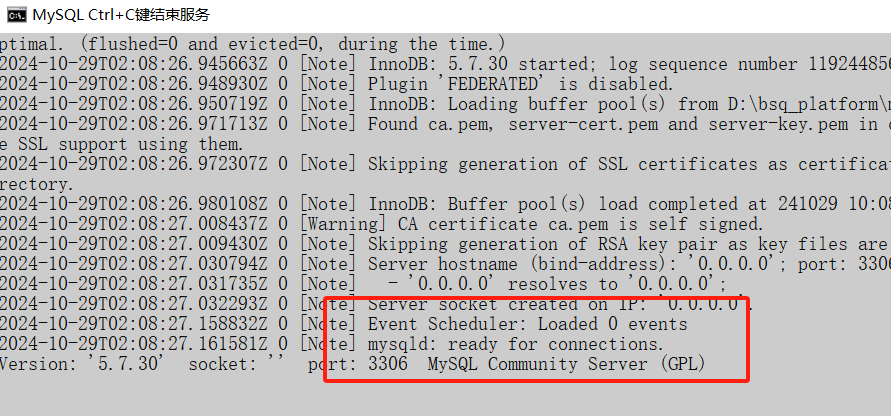 MySQL Ctrl+C键结束服务
ptimal. (flushed=0 and evicted=0, during the time.)
2024-10-29T02:08:26.945663Z 0 [Note] InnoDB: 5.7.30 started; log sequence number 119244856
2024-10-29T02:08:26.948930Z 0 [Note] Plugin 'FEDERATED' is disabled.
2024-10-29T02:08:26.950719Z 0 [Note] InnoDB: Loading buffer pool(s) from D:\bsq_platform\
2024-10-29T02:08:26.971713Z 0 [Note] Found ca.pem, server-cert.pem and server-key.pem in
e SSL support using them.
2024-10-29T02:08:26.972307Z 0 [Note] Skipping generation of SSL certificates as certificat
rectory.
2024-10-29T02:08:26.980108Z 0 [Note] InnoDB: Buffer pool(s) load completed at 241029 10:08
2024-10-29T02:08:27.008437Z 0 [Warning] CA certificate ca.pem is self signed.
2024-10-29T02:08:27.009430Z 0 [Note] Skipping generation of RSA key pair as key files are
2024-10-29T02:08:27.030794Z 0 [Note] Server hostname (bind-address): '0.0.0.0'; port: 3306
2024-10-29T02:08:27.031735Z 0 [Note]   - '0.0.0.0' resolves to '0.0.0.0';
2024-10-29T02:08:27.032293Z 0 [Note] Server socket created on IP: '0.0.0.0'.
2024-10-29T02:08:27.158832Z 0 [Note] Event Scheduler: Loaded 0 events
2024-10-29T02:08:27.161581Z 0 [Note] mysqld: ready for connections.
Version: '5.7.30'  socket: ''  port: 3306  MySQL Community Server (GPL)